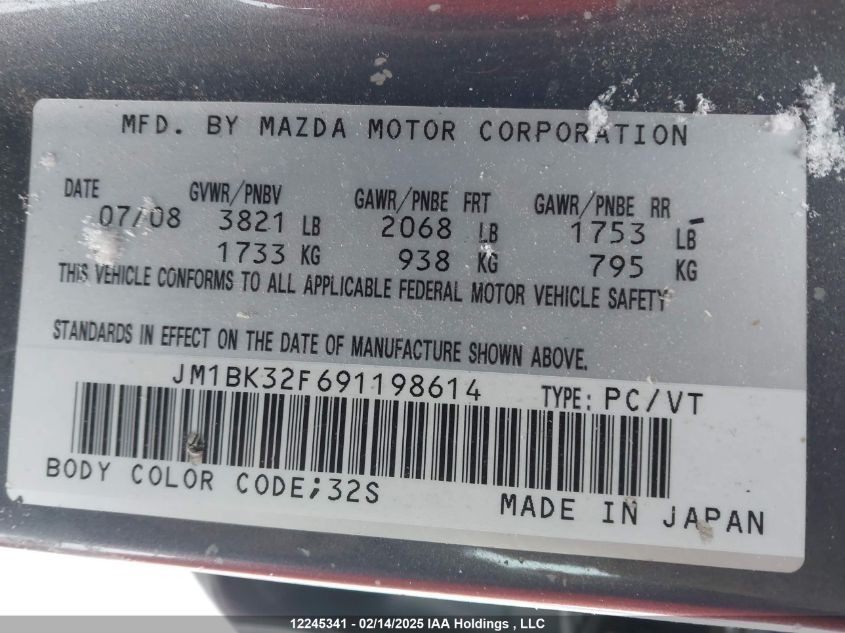 MFD. BY MAZDA MOTOR CORPORATION
DATE GVWR/PNBV GAWR/PNBE FRT GAWR/PNBE RR
07/08 3821 LB 2068 LB 1753 LB
1733 KG 938 KG 795 KG
THIS VEHICLE CONFORMS TO ALL APPLICABLE FEDERAL MOTOR VEHICLE SAFETY
STANDARDS IN EFFECT ON THE DATE OF MANUFACTURE SHOWN ABOVE.
JM1BK32F691198614 TYPE: PC/VT
BODY COLOR CODE;32S
MADE IN JAPAN
12245341 - 02/14/2025 IAA Holdings , LLC